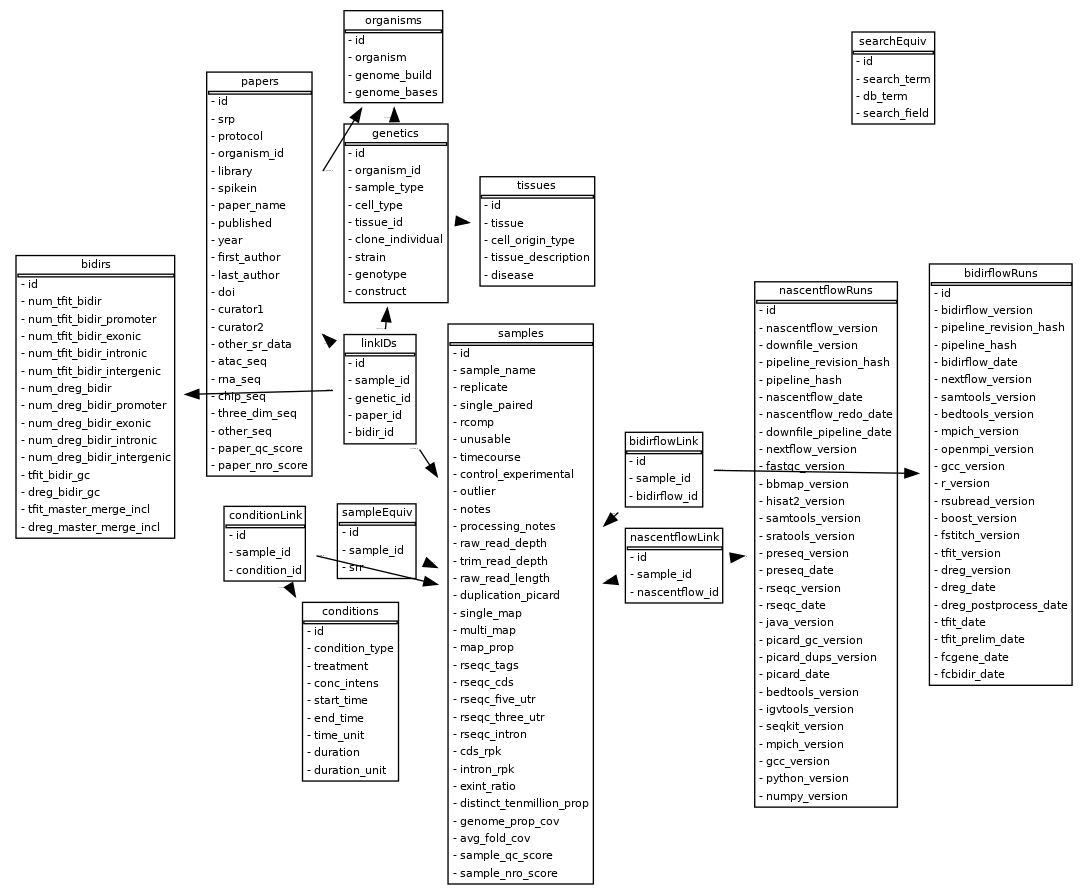 organisms
- id
- organism
- genome_build
- genome_bases
searchEquiv
- id
- search_term
- db_term
- search_field
papers
- id
- srp
- protocol
- organism_id
- library
- spikein
- paper_name
- published
- year
- first_author
- last_author
- doi
- curator1
- curator2
- other_sr_data
- atac_seq
- rna_seq
- chip_seq
- three_dim_seq
- other_seq
- paper_qc_score
- paper_nro_score
genetics
- id
- organism_id
- sample_type
- cell_type
- tissue_id
- clone_individual
- strain
- genotype
- construct
tissues
- id
- tissue
- cell_origin_type
- tissue_description
- disease
bidirs
- id
- num_tfit_bidir
- num_tfit_bidir_promoter
- num_tfit_bidir_exonic
- num_tfit_bidir_intronic
- num_tfit_bidir_intergenic
- num_dreg_bidir
- num_dreg_bidir_promoter
- num_dreg_bidir_exonic
- num_dreg_bidir_intronic
- num_dreg_bidir_intergenic
- tfit_bidir_gc
- dreg_bidir_gc
- tfit_master_merge_incl
- dreg_master_merge_incl
linkIDs
- id
- sample_id
- genetic_id
- paper_id
- bidir_id
samples
- id
- sample_name
- replicate
- single_paired
- rcomp
- unusable
- timecourse
- control_experimental
- outlier
- notes
- processing_notes
- raw_read_depth
- trim_read_depth
- raw_read_length
- duplication_picard
- single_map
- multi_map
- map_prop
- rseqc_tags
- rseqc_cds
- rseqc_five_utr
- rseqc_three_utr
- rseqc_intron
- cds_rpk
- intron_rpk
- exint_ratio
- distinct_tenmillion_prop
- genome_prop_cov
- avg_fold_cov
- sample_qc_score
- sample_nro_score
conditionLink
- id
- sample_id
- condition_id
sampleEquiv
- id
- sample_id
- srr
conditions
- id
- condition_type
- treatment
- conc_intens
- start_time
- end_time
- time_unit
- duration
- duration_unit
bidirflowLink
- id
- sample_id
- bidirflow_id
nascentflowLink
- id
- sample_id
- nascentflow_id
nascentflowRuns
- id
- nascentflow_version
- downfile_version
- pipeline_revision_hash
- pipeline_hash
- nascentflow_date
- nascentflow_redo_date
- downfile_pipeline_date
- nextflow_version
- fastqc_version
- bbmap_version
- hisat2_version
- samtools_version
- sratools_version
- preseq_version
- preseq_date
- rseqc_version
- rseqc_date
- java_version
- picard_gc_version
- picard_dups_version
- picard_date
- bedtools_version
- igvtools_version
- seqkit_version
- mpich_version
- gcc_version
- python_version
- numpy_version
bidirflowRuns
- id
- bidirflow_version
- pipeline_revision_hash
- pipeline_hash
- bidirflow_date
- nextflow_version
- samtools_version
- bedtools_version
- mpich_version
- openmpi_version
- gcc_version
- r_version
- rsubread_version
- boost_version
- fstitch_version
- tfit_version
- dreg_version
- dreg_date
- dreg_postprocess_date
- tfit_date
- tfit_prelim_date
- fcgene_date
- fcbidir_date